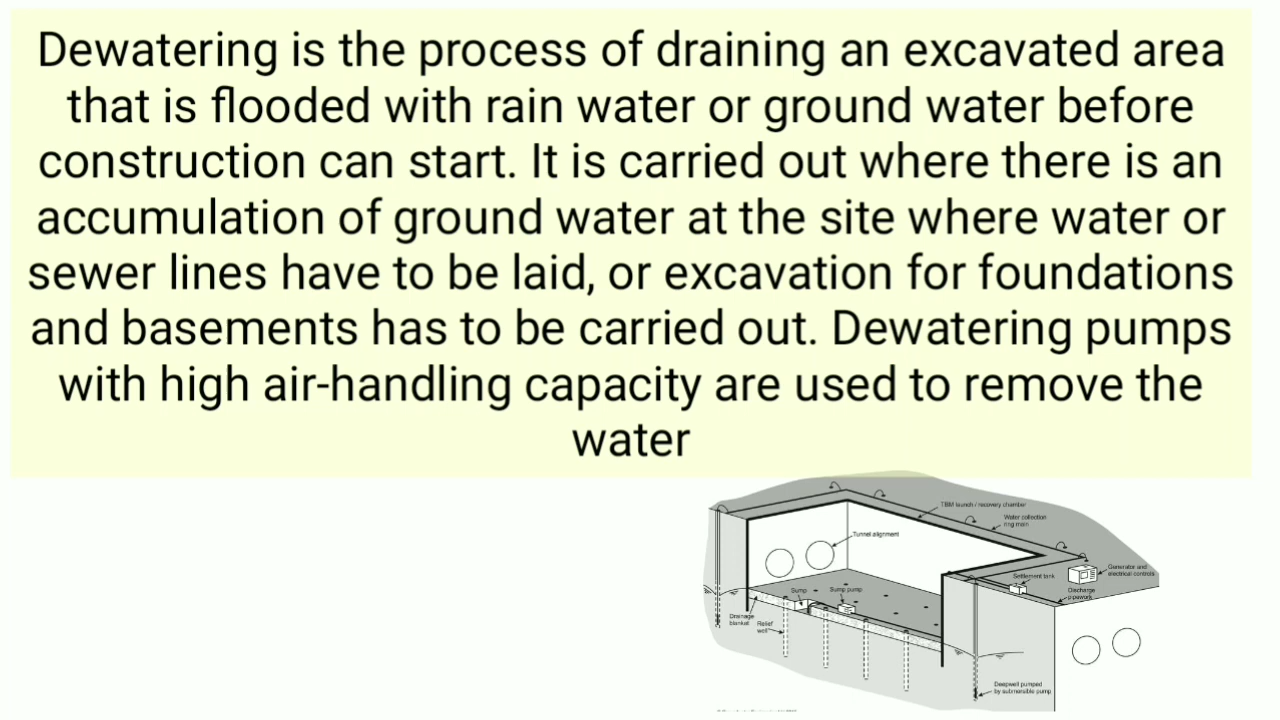 Dewatering is the process of draining an excavated area
that is flooded with rain water or ground water before
construction can start. It is carried out where there is an
accumulation of ground water at the site where water or
sewer lines have to be laid, or excavation for foundations
and basements has to be carried out. Dewatering pumps
with high air-handling capacity are used to remove the
water
TBM launch / recovery chamber
Water collection
ring main
Tunnel alignment
Generator and
electrical controls
Settlement tank
Discharge
pipework
Sump
Sump pump
Drainage
blanket
Relief
well
Deepwell pumped
by submersible pump